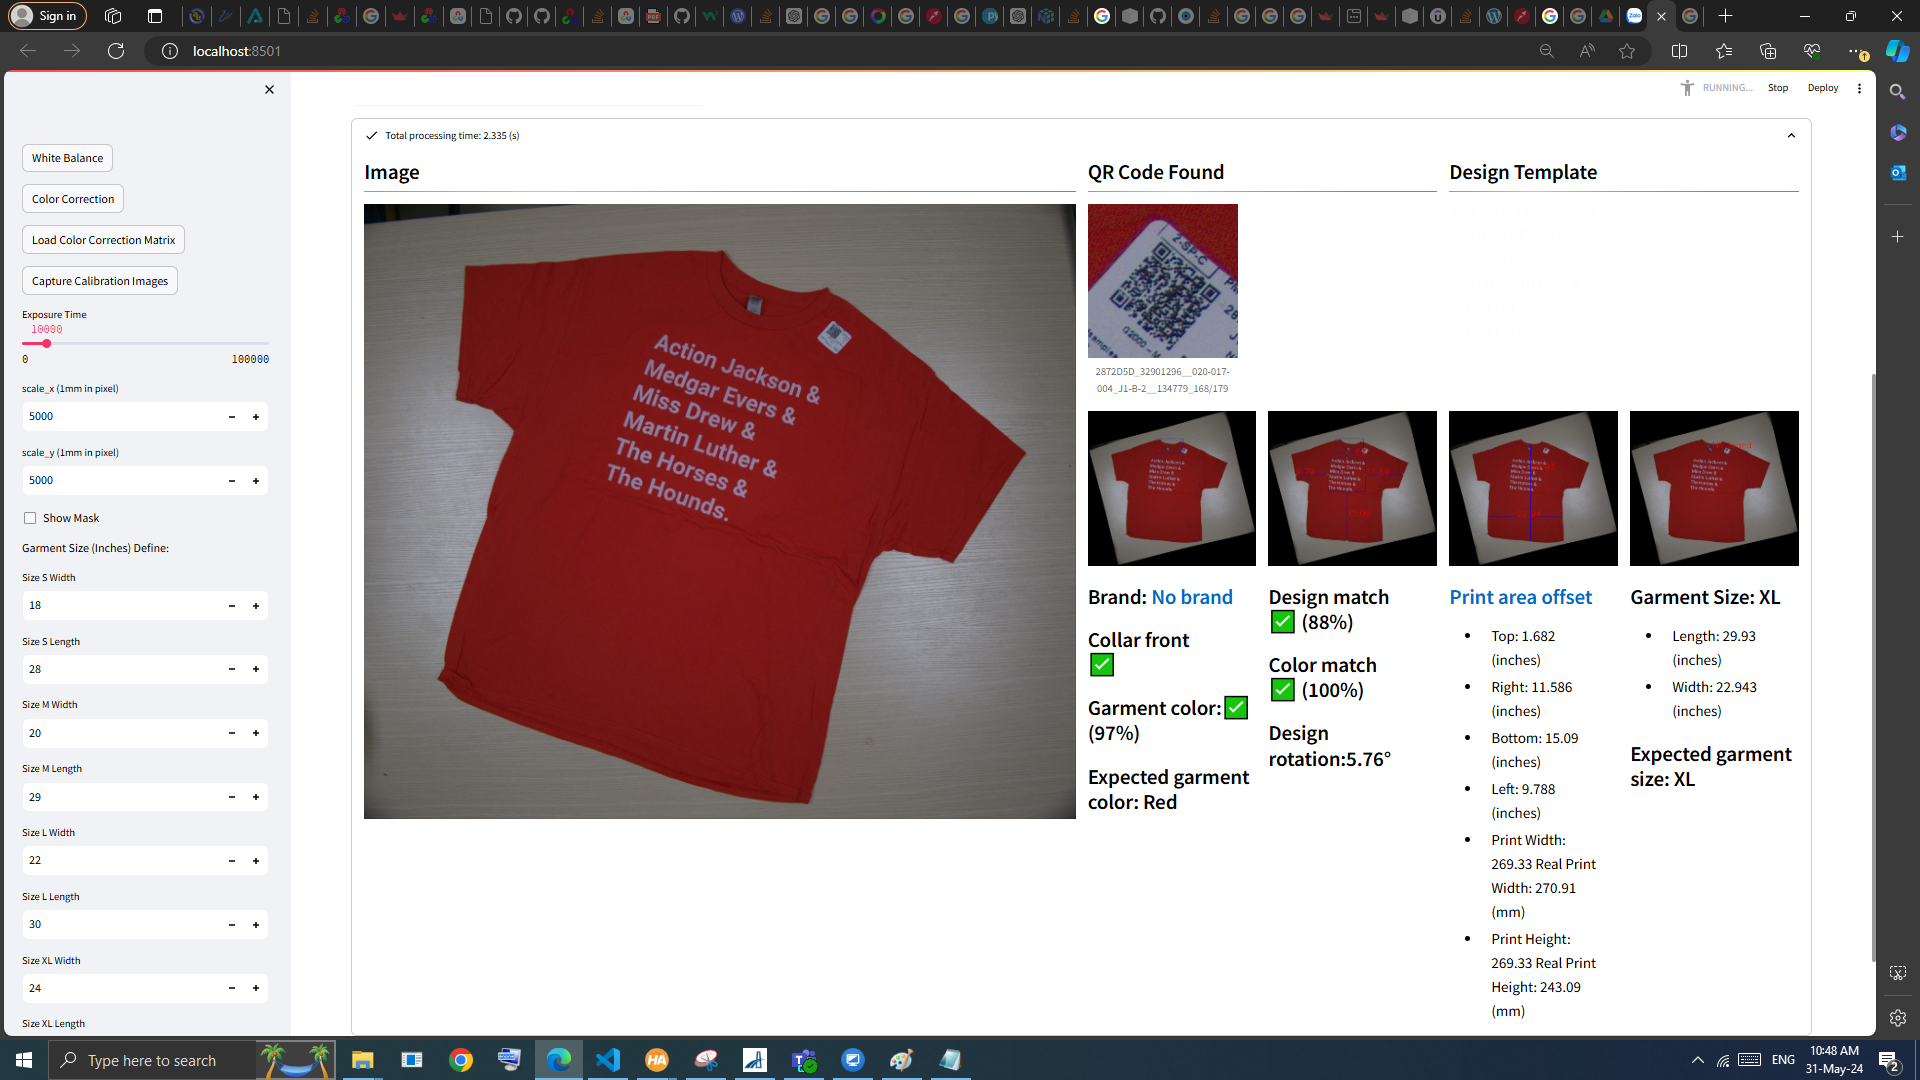 Sign in
localhost:8501
RUNNING...
Stop
Deploy
White Balance
Color Correction
Load Color Correction Matrix
Capture Calibration Images
Exposure Time
10000
0
100000
scale_x (1mm in pixel)
5000
scale_y (1mm in pixel)
5000
Show Mask
Garment Size (Inches) Define:
Size S Width
18
Size S Length
28
Size M Width
20
Size M Length
29
Size L Width
22
Size L Length
30
Size XL Width
24
Size XL Length
Total processing time: 2.335 (s)
Image
Action Jackson &
Medgar Evers &
Miss Drew &
Martin Luther &
The Horses &
The Hounds.
QR Code Found
2-SP-C
2872D5D_32901296__020-017-
004_J1-B-2__134779_168/179
Design Template
Brand: No brand
Collar front
Garment color:
(97%)
Expected garment
color: Red
Design match
(88%)
Color match
(100%)
Design
rotation:5.76°
Print area offset
Top: 1.682
(inches)
Right: 11.586
(inches)
Bottom: 15.09
(inches)
Left: 9.788
(inches)
Print Width:
269.33 Real Print
Width: 270.91
(mm)
Print Height:
269.33 Real Print
Height: 243.09
(mm)
Garment Size: XL
Length: 29.93
(inches)
Width: 22.943
(inches)
Expected garment
size: XL
Type here to search
ENG
10:48 AM
31-May-24
2